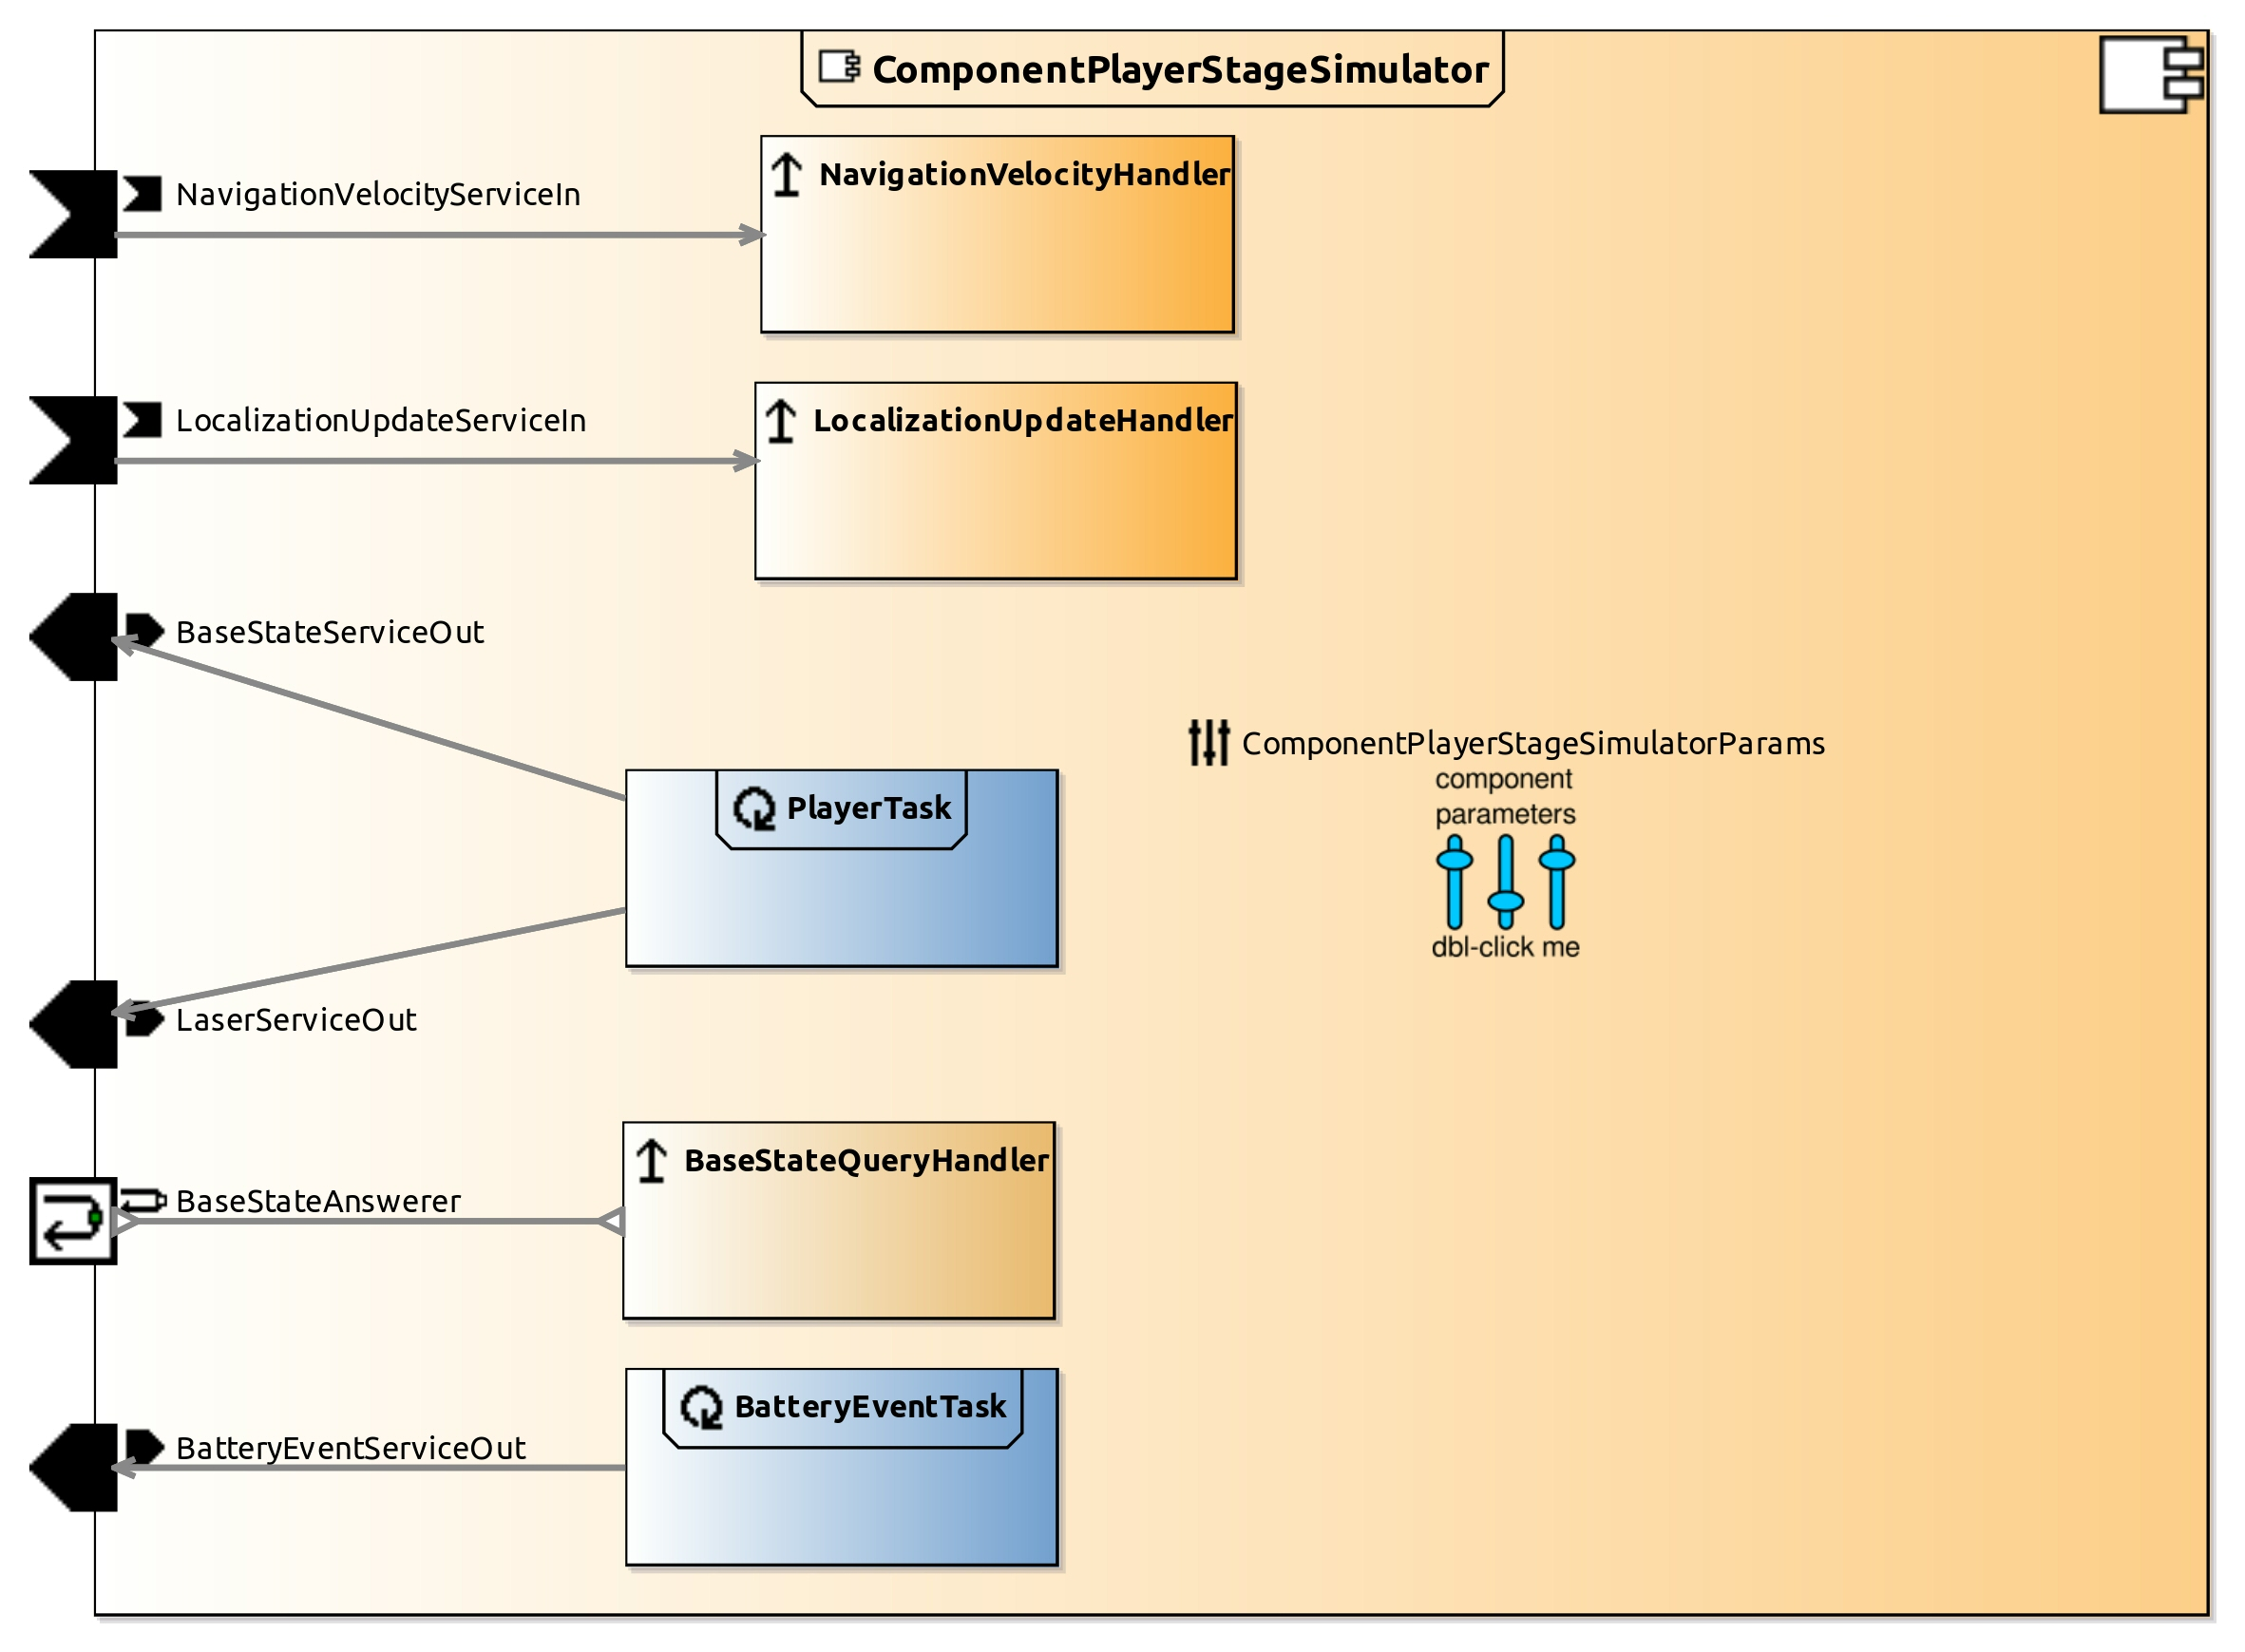 ComponentPlayerStageSimulator
NavigationVelocityServiceIn
NavigationVelocityHandler
LocalizationUpdateServiceIn
LocalizationUpdateHandler
BaseStateServiceOut
ComponentPlayerStageSimulatorParams
component
parameters
dbl-click me
PlayerTask
LaserServiceOut
BaseStateAnswerer
BaseStateQueryHandler
BatteryEventServiceOut
BatteryEventTask